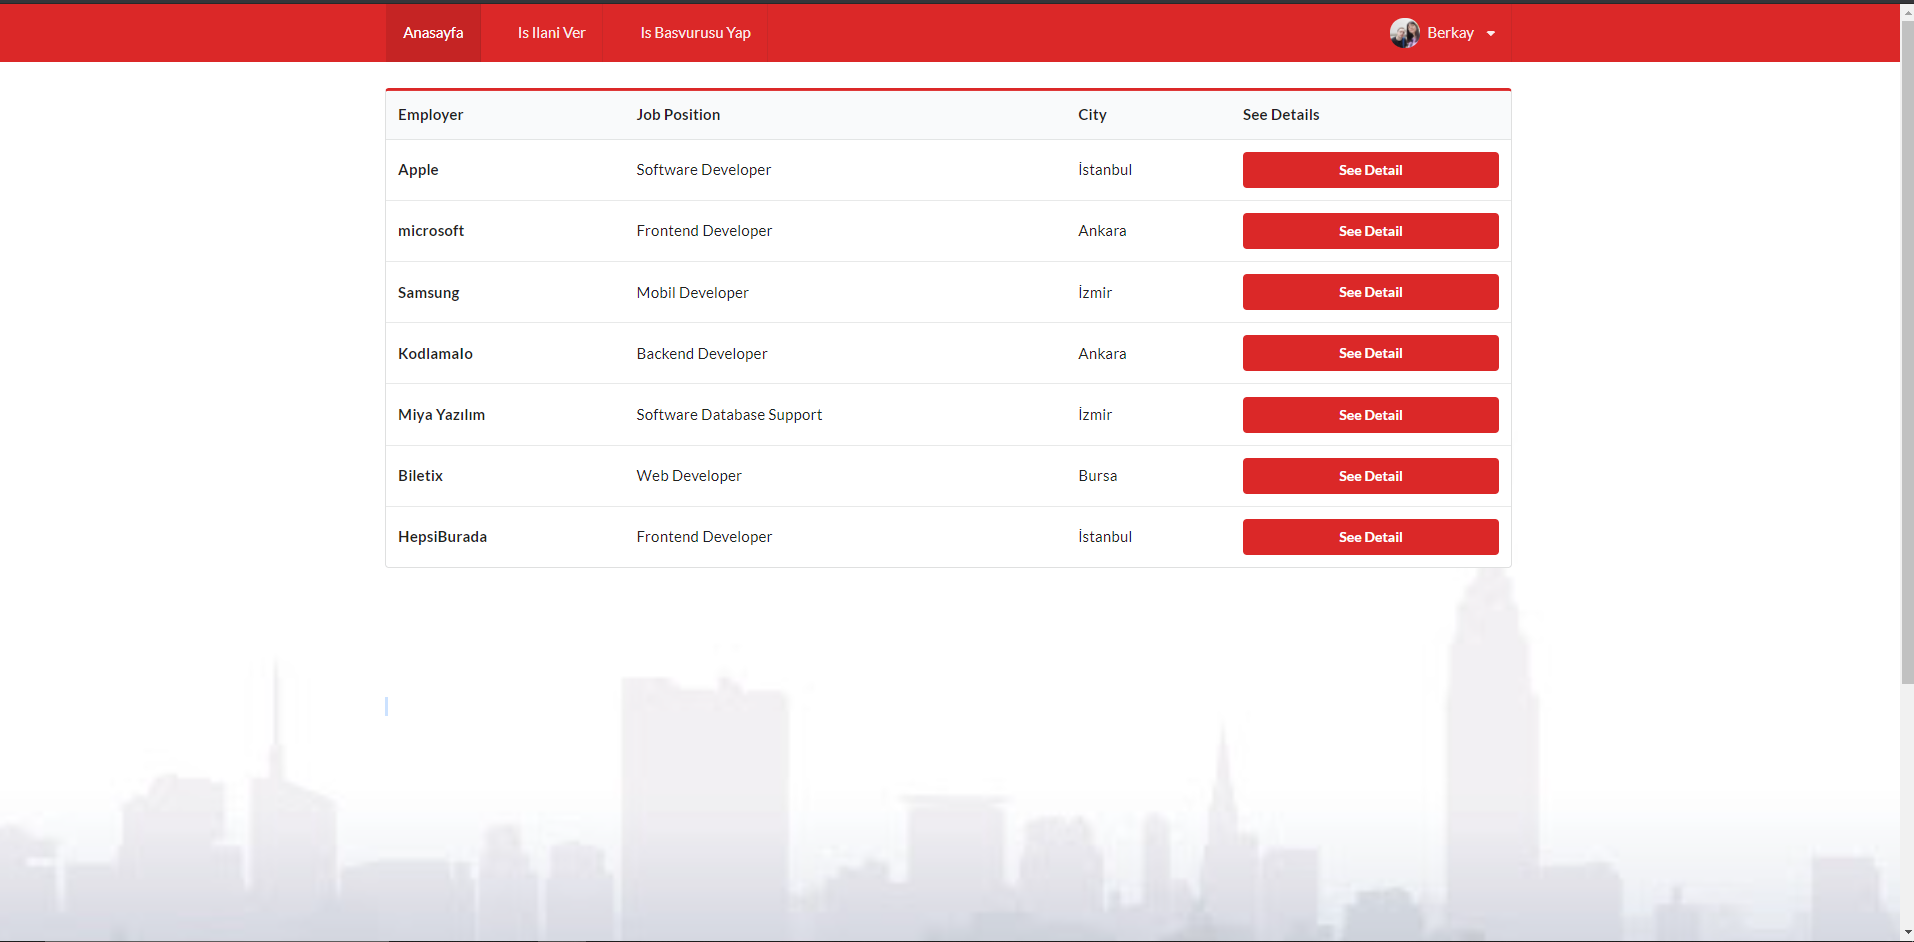 Anasayfa Is Ilani Ver Is Basvurusu Yap Berkay
Employer Job Position City See Details
Apple Software Developer İstanbul See Detail
microsoft Frontend Developer Ankara See Detail
Samsung Mobil Developer İzmir See Detail
Kodlamalo Backend Developer Ankara See Detail
Miya Yazılım Software Database Support İzmir See Detail
Biletix Web Developer Bursa See Detail
HepsiBurada Frontend Developer İstanbul See Detail